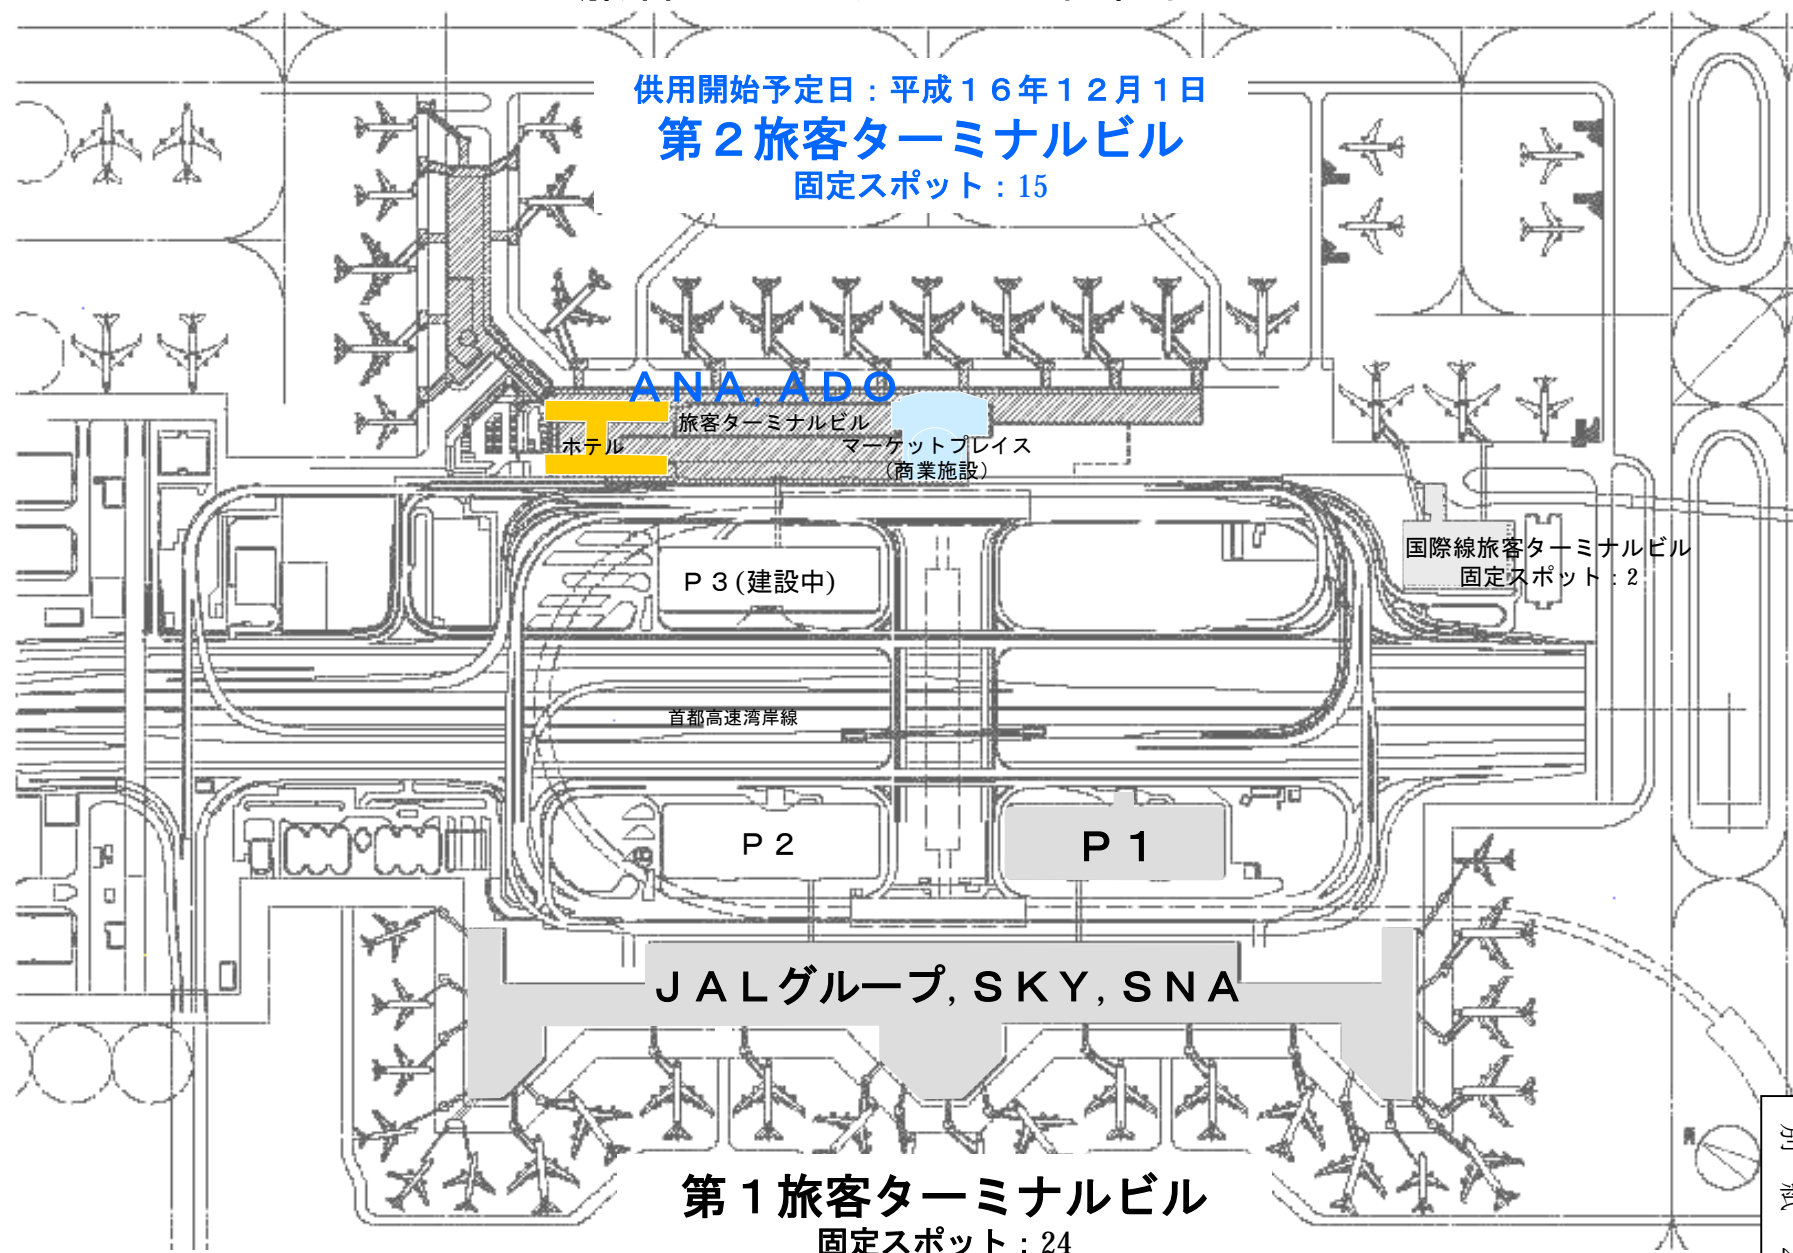 供用開始予定日：平成１６年１２月１日
第２旅客ターミナルビル
固定スポット：15
ＡＮＡ，ＡＤＯ
旅客ターミナルビル
ホテル
マーケットプレイス
（商業施設）
国際線旅客ターミナルビル
固定スポット：2
Ｐ３(建設中)
首都高速湾岸線
Ｐ２
Ｐ１
ＪＡＬグループ，ＳＫＹ，ＳＮＡ
第１旅客ターミナルビル
固定スポット：24
別紙